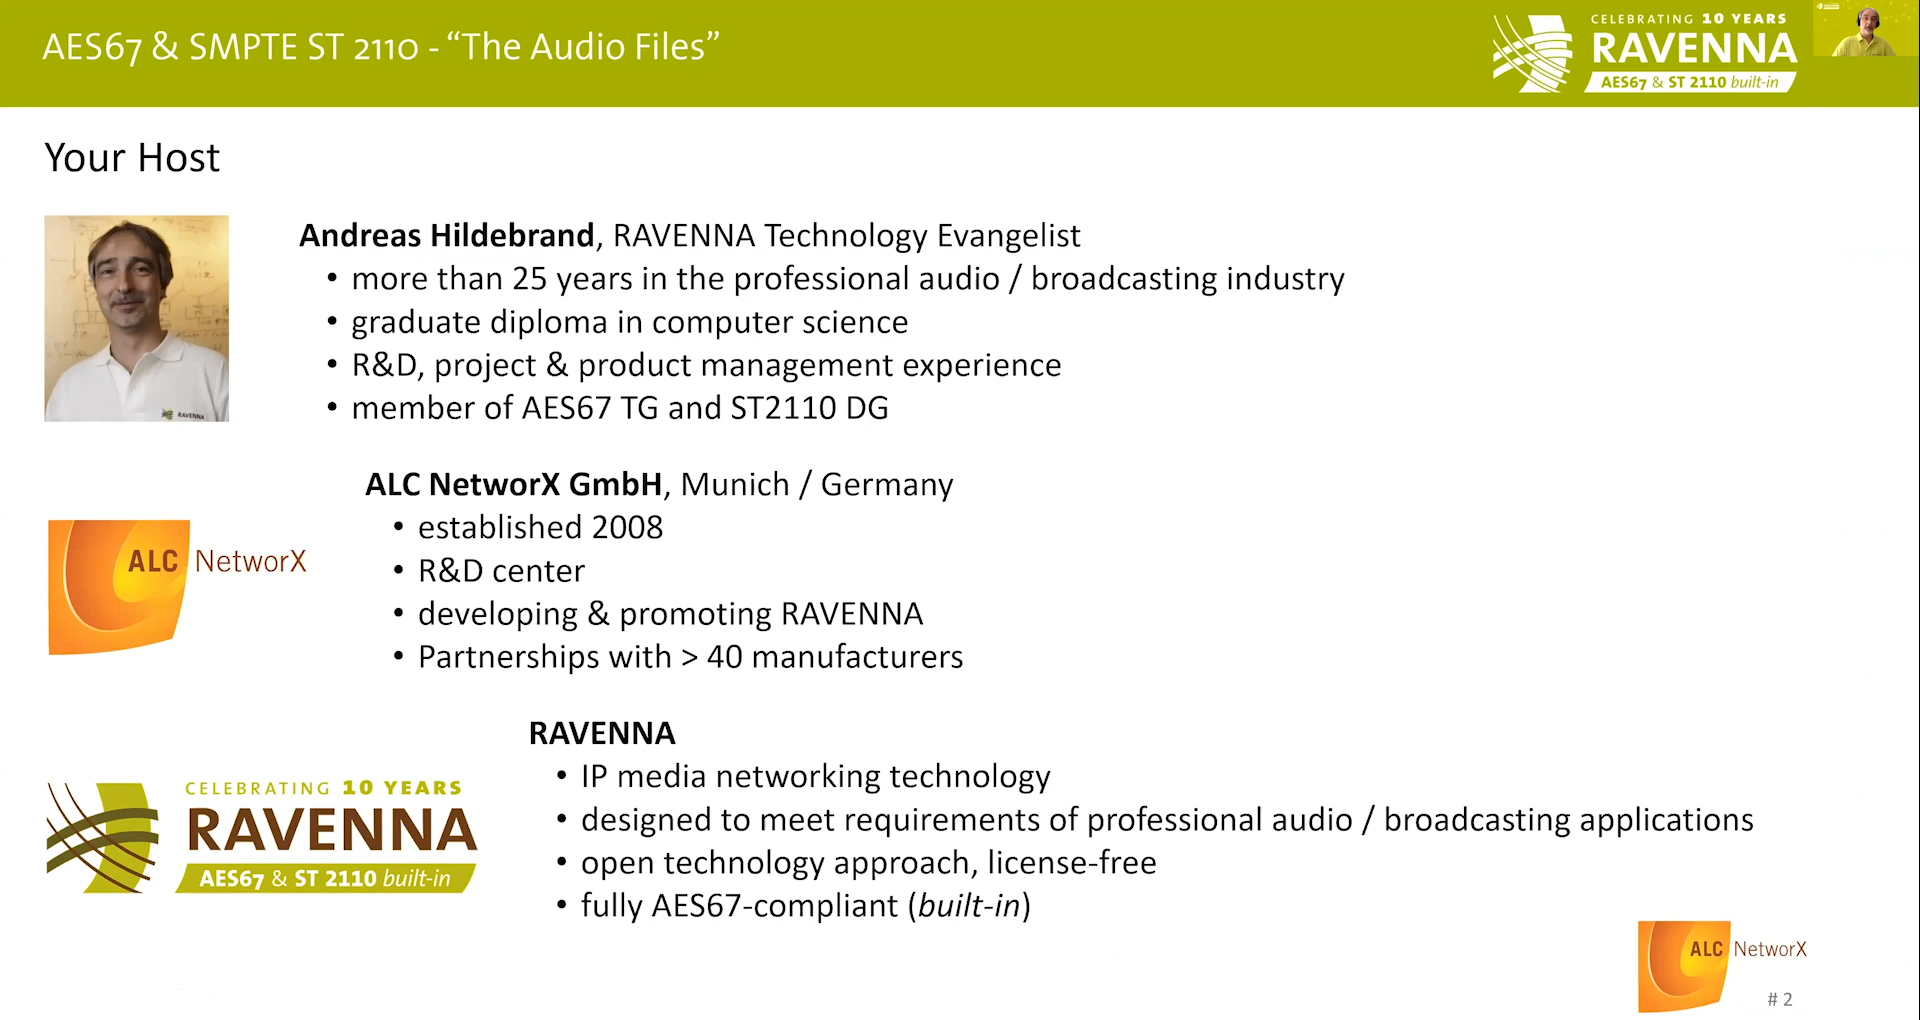 AES67 & SMPTE ST 2110 - “The Audio Files”
CELEBRATING 10 YEARS
RAVENNA
AES67 & ST 2110 built-in
Your Host
Andreas Hildebrand, RAVENNA Technology Evangelist
• more than 25 years in the professional audio / broadcasting industry
• graduate diploma in computer science
• R&D, project & product management experience
• member of AES67 TG and ST2110 DG
RAVENNA
ALC NetworX GmbH, Munich / Germany
• established 2008
• R&D center
• developing & promoting RAVENNA
• Partnerships with > 40 manufacturers
ALC NetworX
RAVENNA
• IP media networking technology
• designed to meet requirements of professional audio / broadcasting applications
• open technology approach, license-free
• fully AES67-compliant (built-in)
CELEBRATING 10 YEARS
RAVENNA
AES67 & ST 2110 built-in
ALC NetworX
# 2